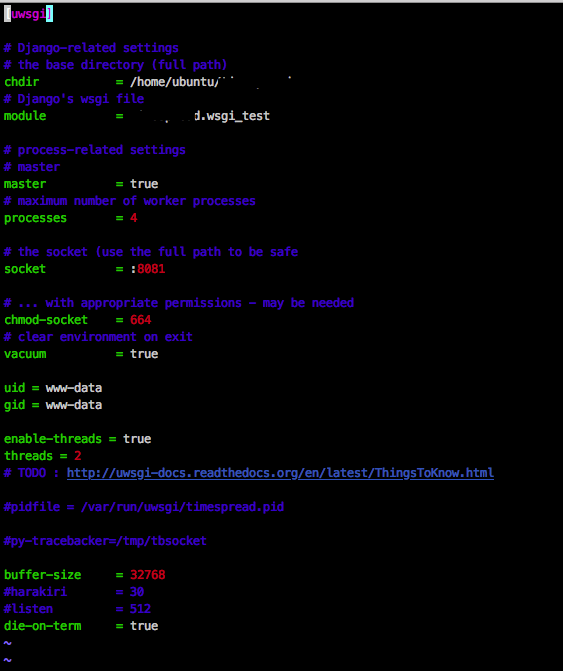 [uwsgi]
# Django-related settings
# the base directory (full path)
chdir = /home/ubuntu/
# Django's wsgi file
module = d.wsgi_test
# process-related settings
# master
master = true
# maximum number of worker processes
processes = 4
# the socket (use the full path to be safe
socket = :8081
# ... with appropriate permissions - may be needed
chmod-socket = 664
# clear environment on exit
vacuum = true
uid = www-data
gid = www-data
enable-threads = true
threads = 2
# TODO : http://uwsgi-docs.readthedocs.org/en/latest/ThingsToKnow.html
#pidfile = /var/run/uwsgi/timespread.pid
#py-tracebacker=/tmp/tbsocket
buffer-size = 32768
#harakiri = 30
#listen = 512
die-on-term = true
~
~